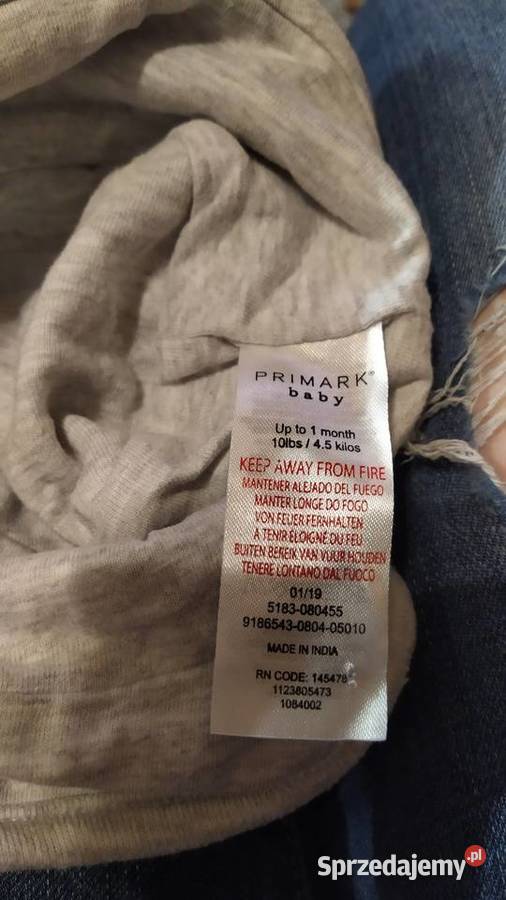 PRIMARK®
baby
Up to 1 month
10lbs / 4.5 kilos
KEEP AWAY FROM FIRE
MANTENER ALEJADO DEL FUEGO
MANTER LONGE DO FOGO
VON FEUER FERNHALTEN
À TENIR ÉLOIGNÉ DU FEU
BUITEN BEREIK VAN VUUR HOUDEN
TENERE LONTANO DAL FUOCO
01/19
5183-080455
9186543-0804-05010
MADE IN INDIA
RN CODE: 145478
1123805473
1084002
Sprzedajemy.pl